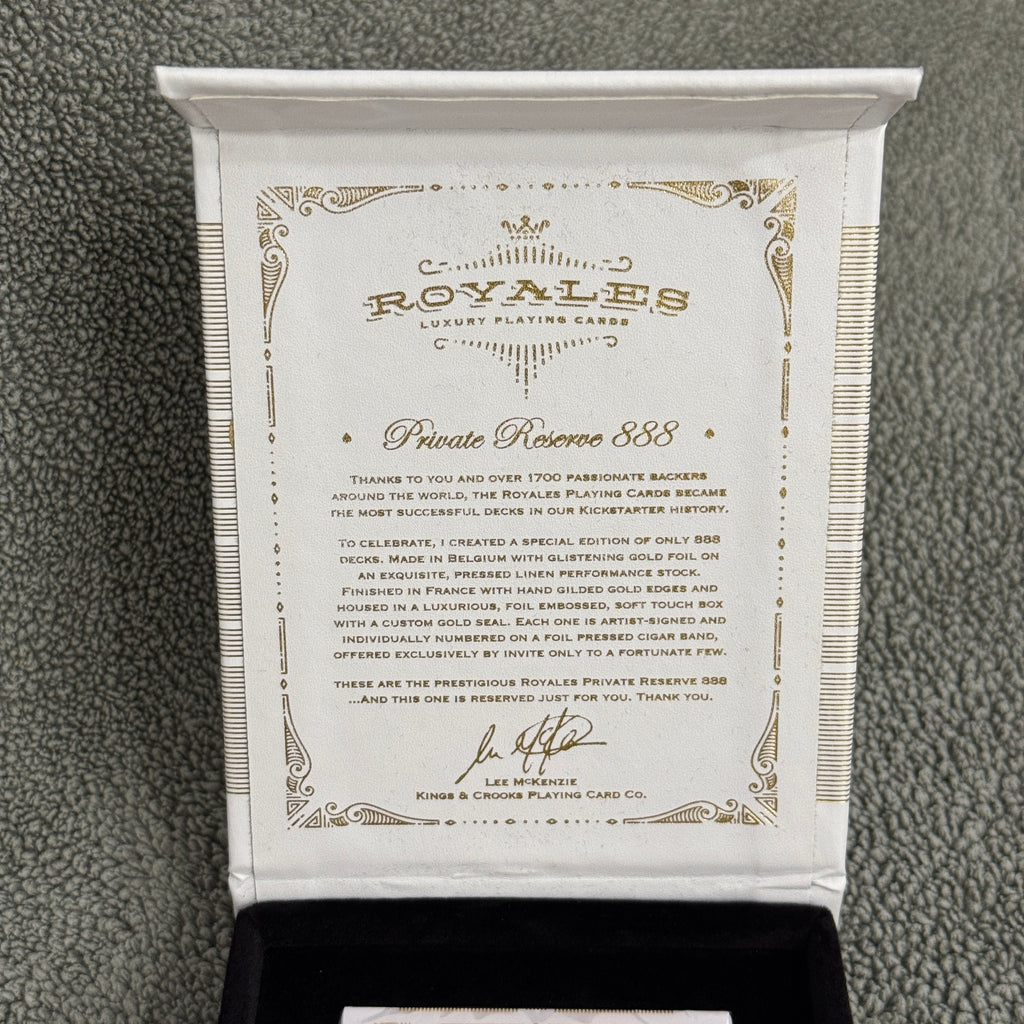 ROYALES
LUXURY PLAYING CARDS
Private Reserve 888
THANKS TO YOU AND OVER 1700 PASSIONATE BACKERS
AROUND THE WORLD, THE ROYALES PLAYING CARDS BECAME
THE MOST SUCCESSFUL DECKS IN OUR KICKSTARTER HISTORY.
TO CELEBRATE, I CREATED A SPECIAL EDITION OF ONLY 888
DECKS. MADE IN BELGIUM WITH GLISTENING GOLD FOIL ON
AN EXQUISITE, PRESSED LINEN PERFORMANCE STOCK.
FINISHED IN FRANCE WITH HAND GILDED GOLD EDGES AND
HOUSED IN A LUXURIOUS, FOIL EMBOSSED, SOFT TOUCH BOX
WITH A CUSTOM GOLD SEAL. EACH ONE IS ARTIST-SIGNED AND
INDIVIDUALLY NUMBERED ON A FOIL PRESSED CIGAR BAND,
OFFERED EXCLUSIVELY BY INVITE ONLY TO A FORTUNATE FEW.
THESE ARE THE PRESTIGIOUS ROYALES PRIVATE RESERVE 888
...AND THIS ONE IS RESERVED JUST FOR YOU. THANK YOU.
LEE MCKENZIE
KINGS & CROOKS PLAYING CARD CO.